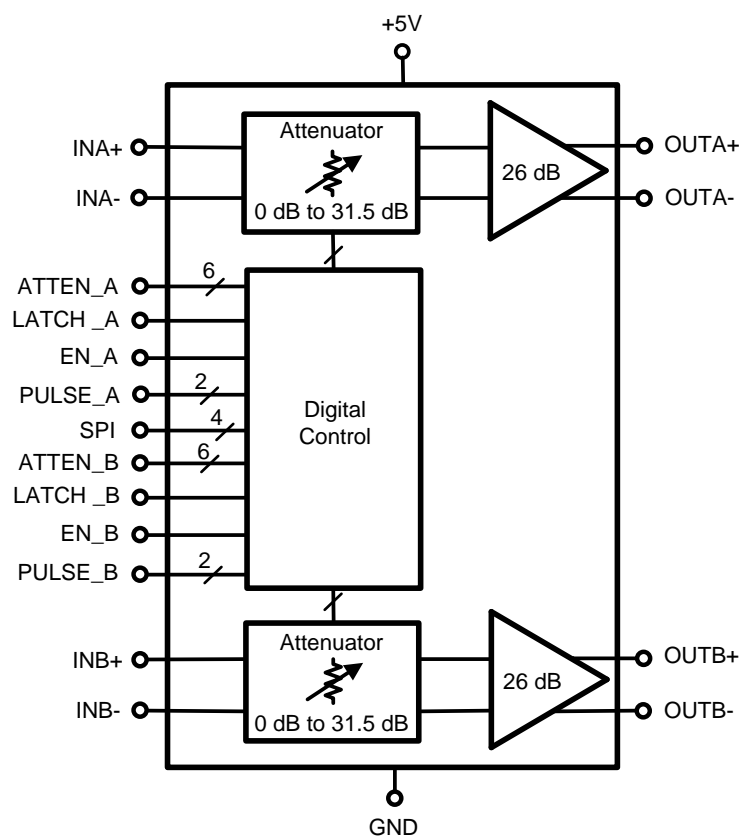 +5V
INA+
Attenuator
OUTA+
26 dB
INA-
0 dB to 31.5 dB
OUTA-
ATTEN_A
6
LATCH _A
EN_A
PULSE_A
2
SPI
4
Digital
Control
ATTEN_B
6
LATCH _B
EN_B
PULSE_B
2
INB+
Attenuator
OUTB+
26 dB
INB-
0 dB to 31.5 dB
OUTB-
GND